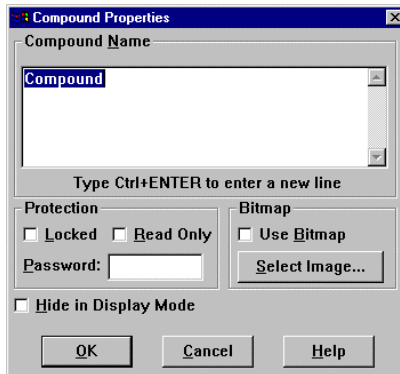 Compound Properties
Compound Name
Compound
Type Ctrl+ENTER to enter a new line
Protection
Locked Read Only
Password:
Bitmap
Use Bitmap
Select Image...
Hide in Display Mode
OK Cancel Help